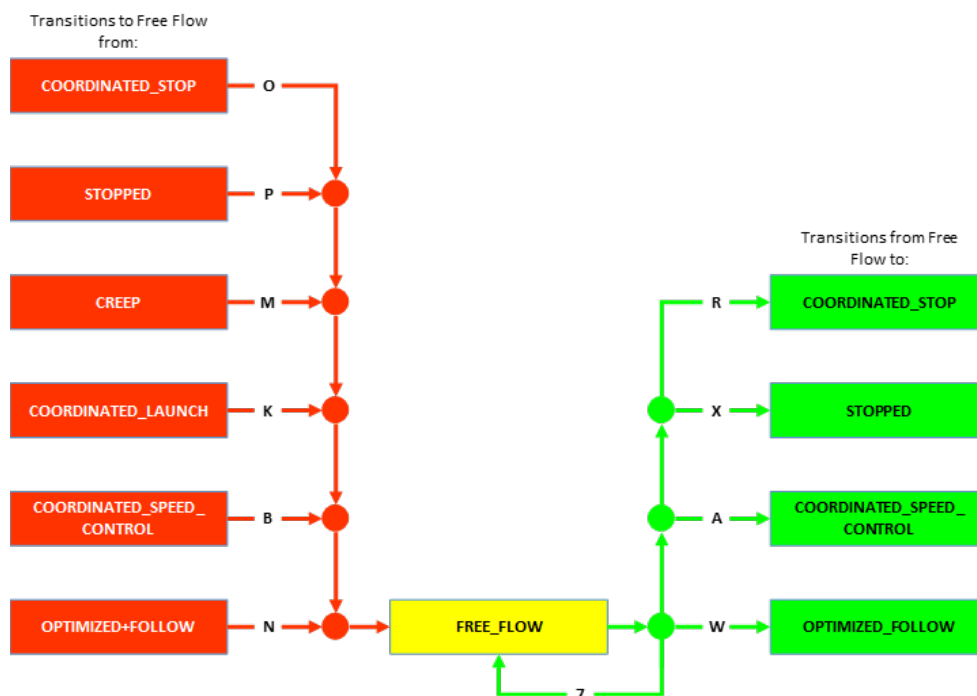 Transitions to Free Flow
from:
COORDINATED_STOP
O
STOPPED
P
CREEP
M
COORDINATED_LAUNCH
K
COORDINATED_SPEED_
CONTROL
B
OPTIMIZED+FOLLOW
N
FREE_FLOW
Transitions from Free
Flow to:
R
COORDINATED_STOP
X
STOPPED
A
COORDINATED_SPEED_
CONTROL
W
OPTIMIZED_FOLLOW